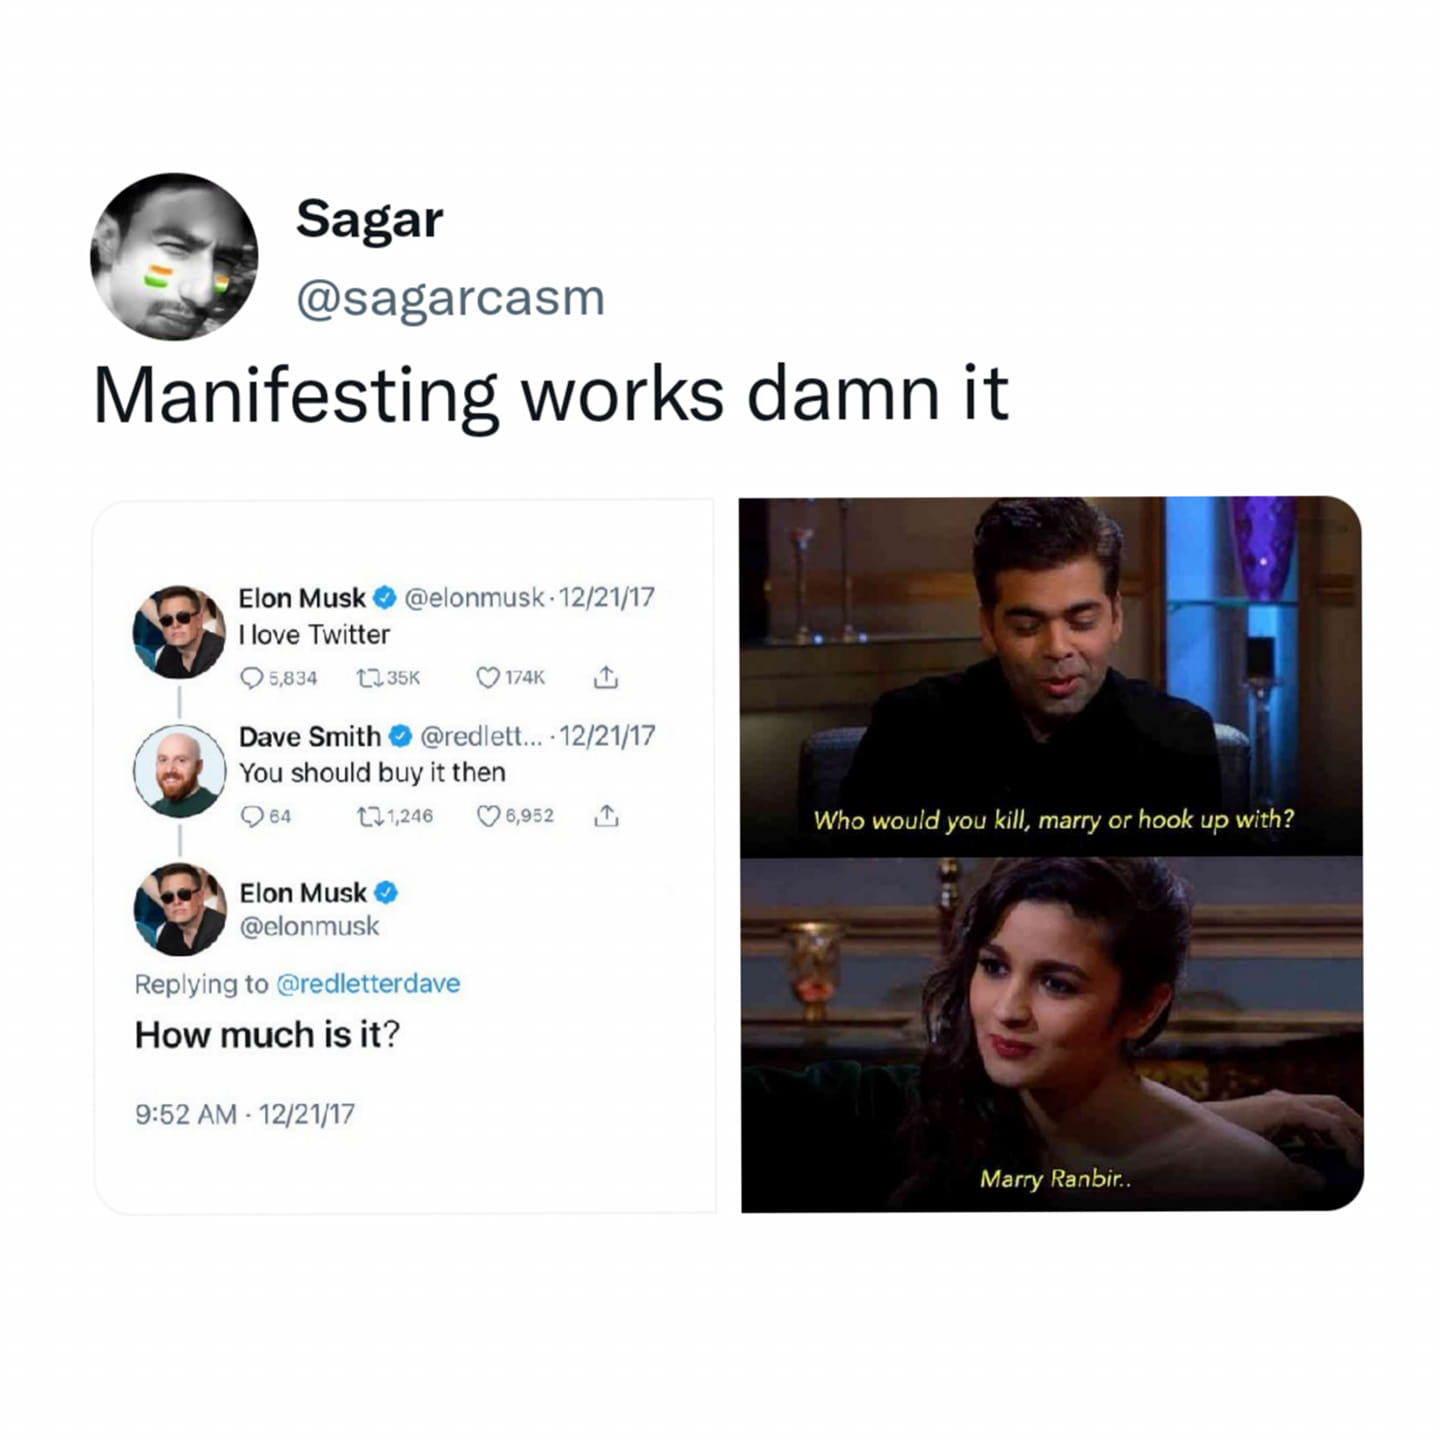 Sagar
@sagarcasm
Manifesting works damn it
Elon Musk @elonmusk · 12/21/17
I love Twitter
5,834 35K 174K
Dave Smith @redlett... · 12/21/17
You should buy it then
64 1,246 6,952
Elon Musk
@elonmusk
Replying to @redletterdave
How much is it?
9:52 AM · 12/21/17
Who would you kill, marry or hook up with?
Marry Ranbir..